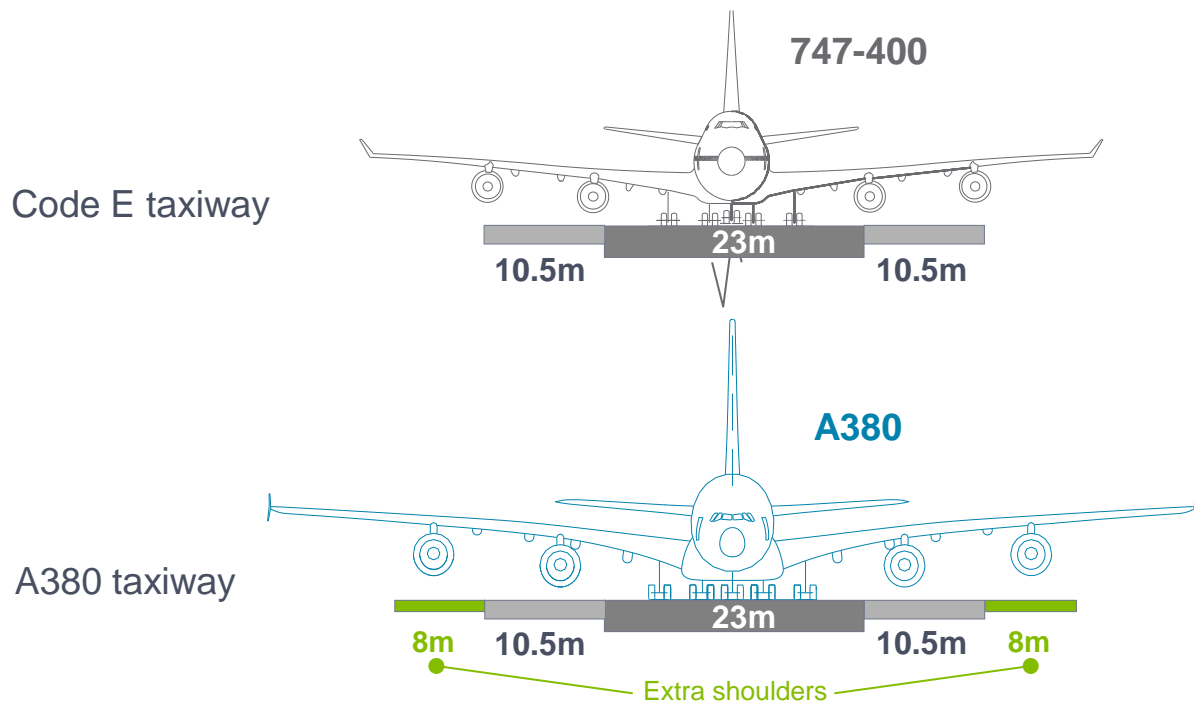 747-400
Code E taxiway
23m
10.5m
10.5m
A380
A380 taxiway
23m
8m
10.5m
10.5m
8m
Extra shoulders